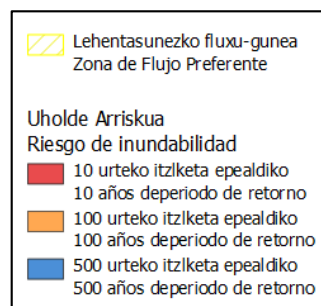 Lehentasunezko fluxu-gunea
Zona de Flujo Preferente
Uholde Arriskua
Riesgo de inundabilidad
10 urteko itzlketa epealdiko
10 años deperiodo de retorno
100 urteko itzlketa epealdiko
100 años deperiodo de retorno
500 urteko itzlketa epealdiko
500 años deperiodo de retorno